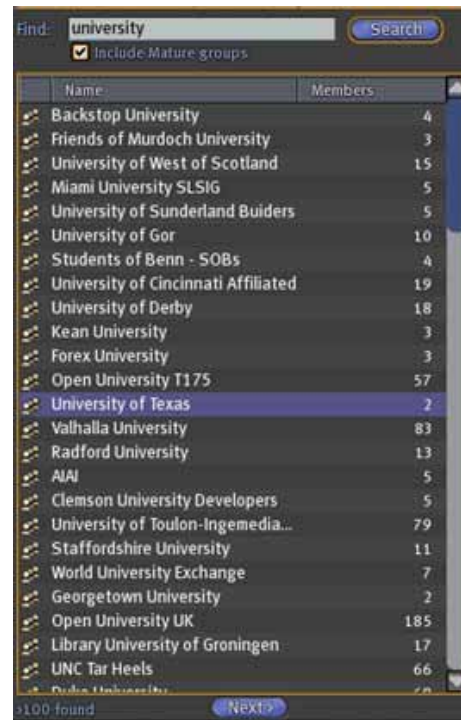 Find: university Search
Include Mature groups
Name Members
Backstop University 4
Friends of Murdoch University 3
University of West of Scotland 15
Miami University SLSIG 5
University of Sunderland Buiders 5
University of Gor 10
Students of Benn - SOBs 4
University of Cincinnati Affiliated 19
University of Derby 18
Kean University 3
Forex University 3
Open University T175 57
University of Texas 2
Valhalla University 83
Radford University 13
AIAI 5
Clemson University Developers 5
University of Toulon-Ingemedia... 79
Staffordshire University 11
World University Exchange 7
Georgetown University 2
Open University UK 185
Library University of Groningen 17
UNC Tar Heels 66
Duke University
>100 found Next>